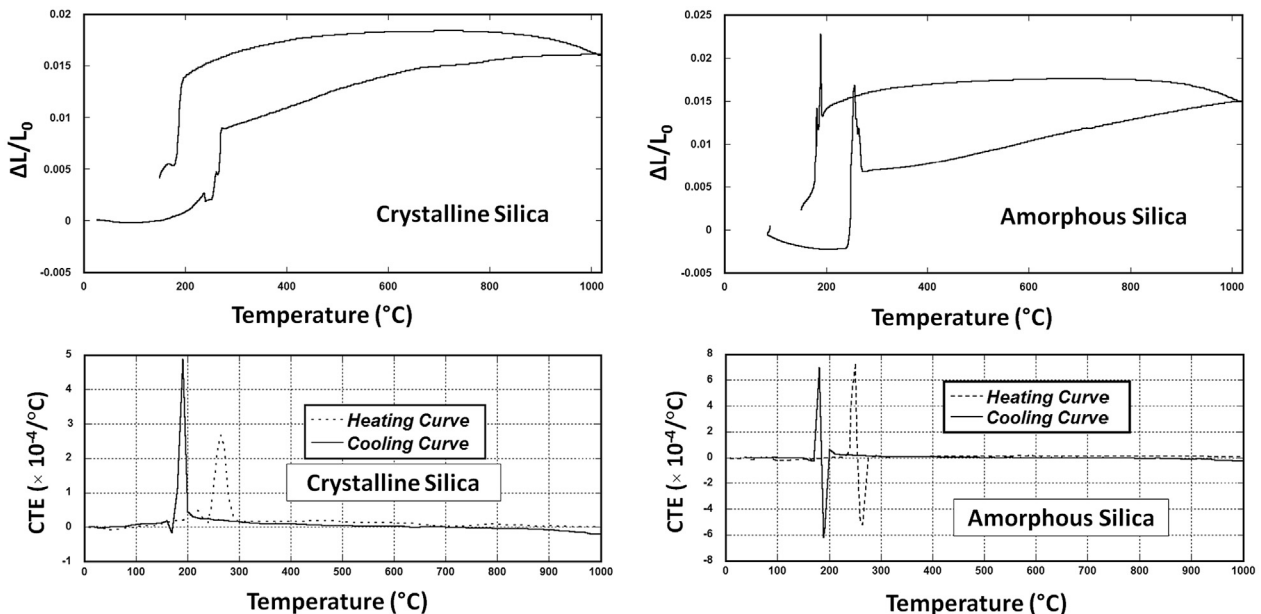 0.02
0.015
0.01
0.005
0
-0.005
ΔL/L0
Crystalline Silica
0 200 400 600 800 1000
Temperature (°C)
0.025
0.02
0.015
0.01
0.005
0
-0.005
ΔL/L0
Amorphous Silica
0 200 400 600 800 1000
Temperature (°C)
5
4
3
2
1
0
-1
CTE (× 10-4/°C)
Heating Curve
Cooling Curve
Crystalline Silica
0 100 200 300 400 500 600 700 800 900 1000
Temperature (°C)
8
6
4
2
0
-2
-4
-6
-8
CTE (× 10-4/°C)
Heating Curve
Cooling Curve
Amorphous Silica
0 100 200 300 400 500 600 700 800 900 1000
Temperature (°C)